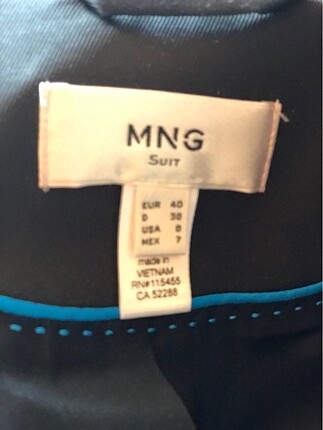 MNG
SUIT
EUR 40
D 38
USA 8
MEX 7
made in
VIETNAM
RN#115455
CA 52288